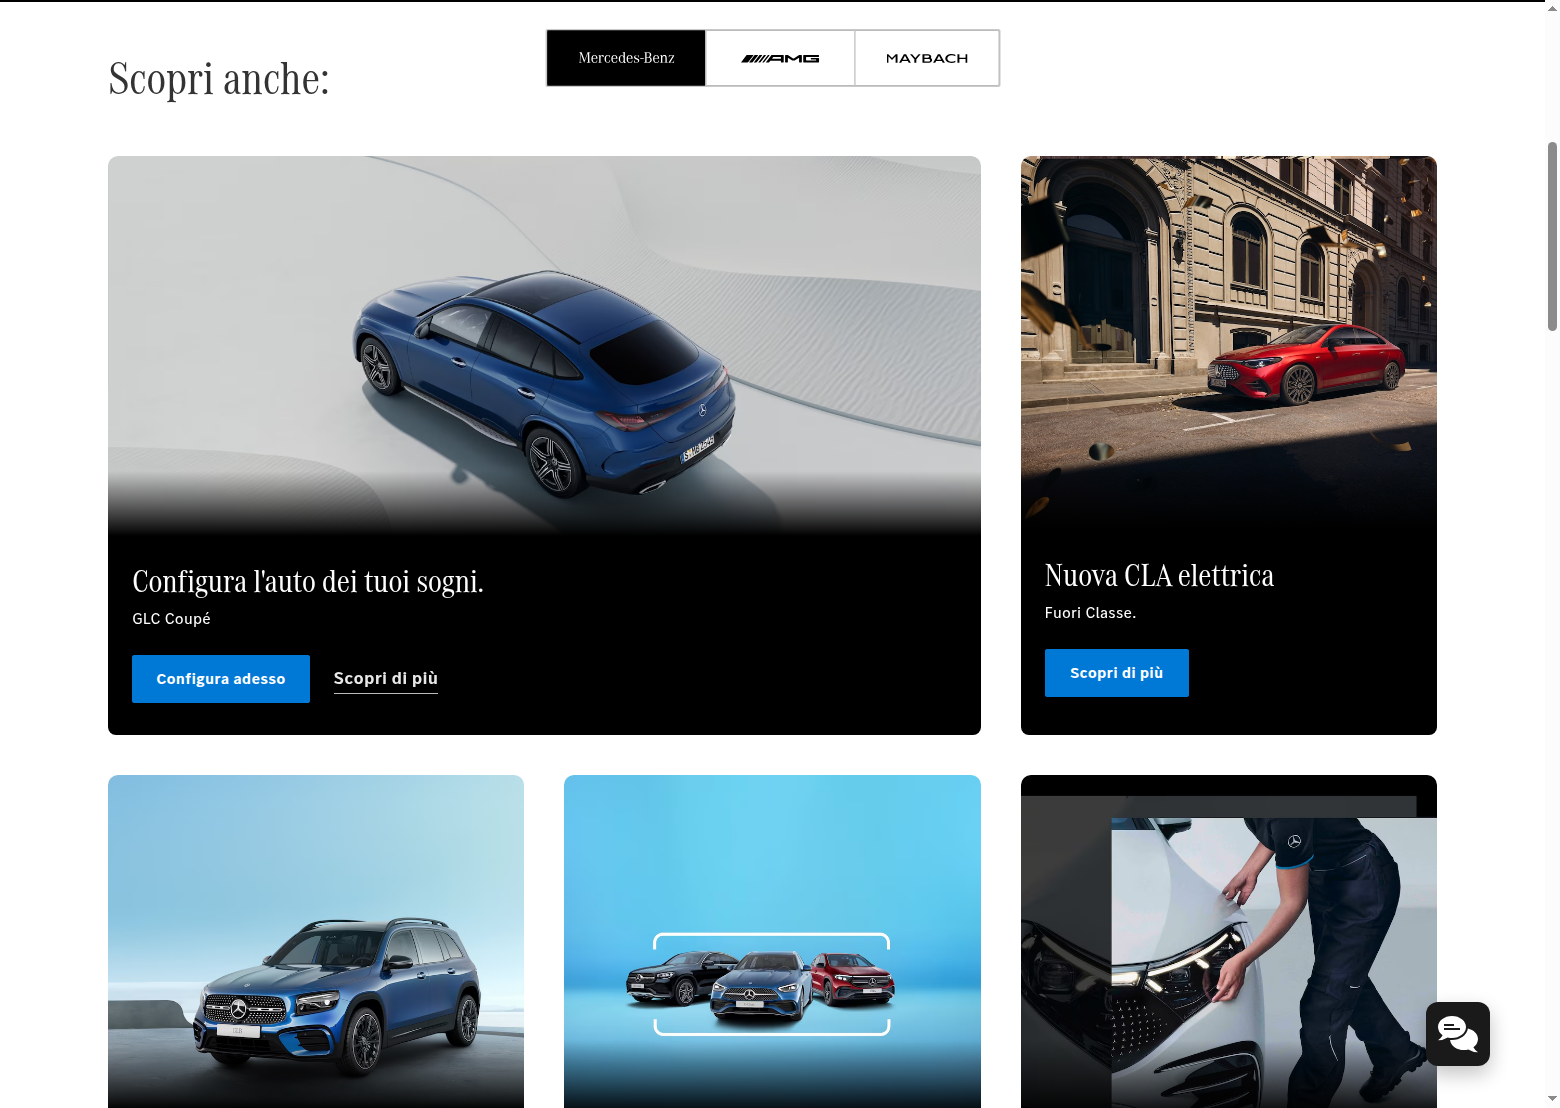 Scopri anche:
Mercedes-Benz
AMG
MAYBACH
Configura l'auto dei tuoi sogni.
GLC Coupé
Configura adesso
Scopri di più
Nuova CLA elettrica
Fuori Classe.
Scopri di più